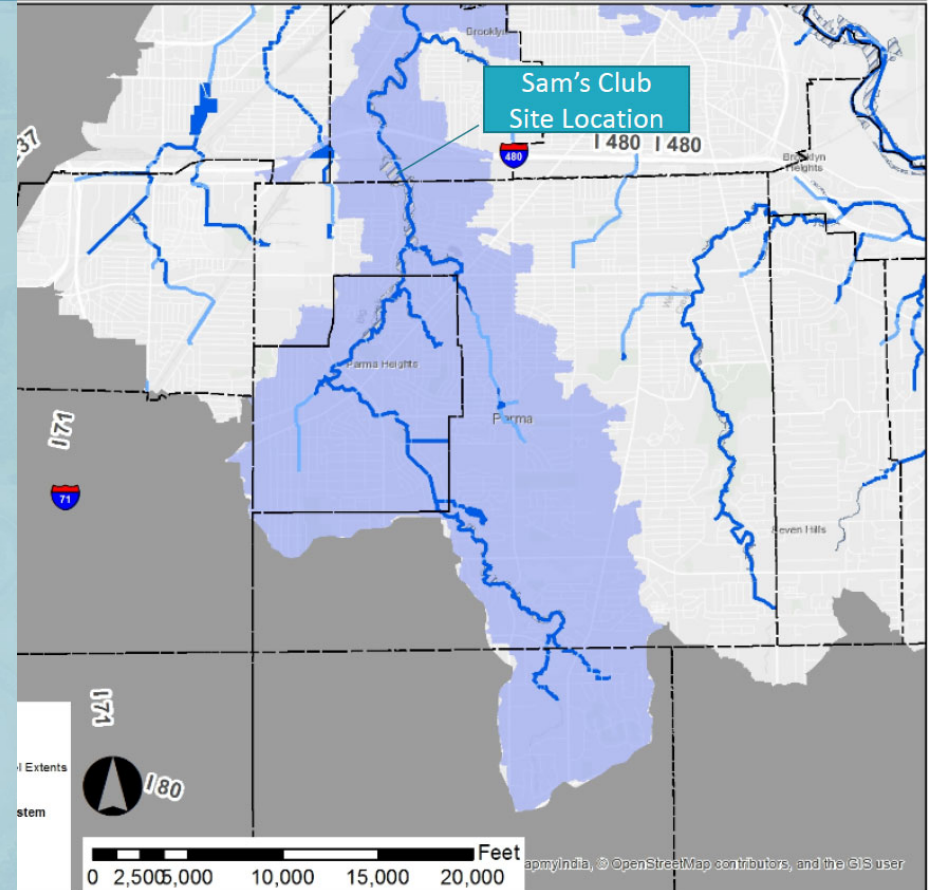 Brooklyn
Sam's Club
Site Location
I 480 I 480
480
37
Brooklyn
Heights
Parma Heights
Parma
I 71
71
Seven Hills
I 71
I 80
l Extents
stem
Feet
0 2,500 5,000 10,000 15,000 20,000
apmyIndia, © OpenStreetMap contributors, and the GIS user